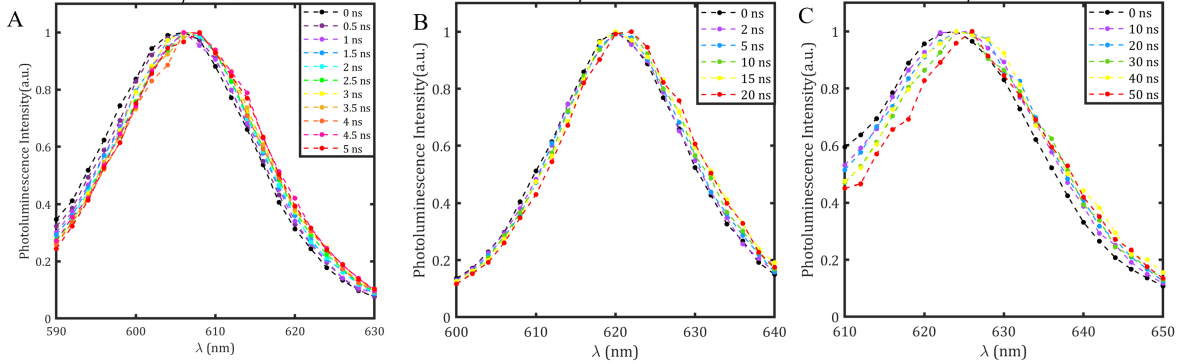 A
Photoluminescence Intensity(a.u.)
1
0.8
0.6
0.4
0.2
0
590
600
610
620
630
λ (nm)
0 ns
0.5 ns
1 ns
1.5 ns
2 ns
2.5 ns
3 ns
3.5 ns
4 ns
4.5 ns
5 ns
B
Photoluminescence Intensity(a.u.)
1
0.8
0.6
0.4
0.2
0
600
610
620
630
640
λ (nm)
0 ns
2 ns
5 ns
10 ns
15 ns
20 ns
C
Photoluminescence Intensity(a.u.)
1
0.8
0.6
0.4
0.2
0
610
620
630
640
650
λ (nm)
0 ns
10 ns
20 ns
30 ns
40 ns
50 ns